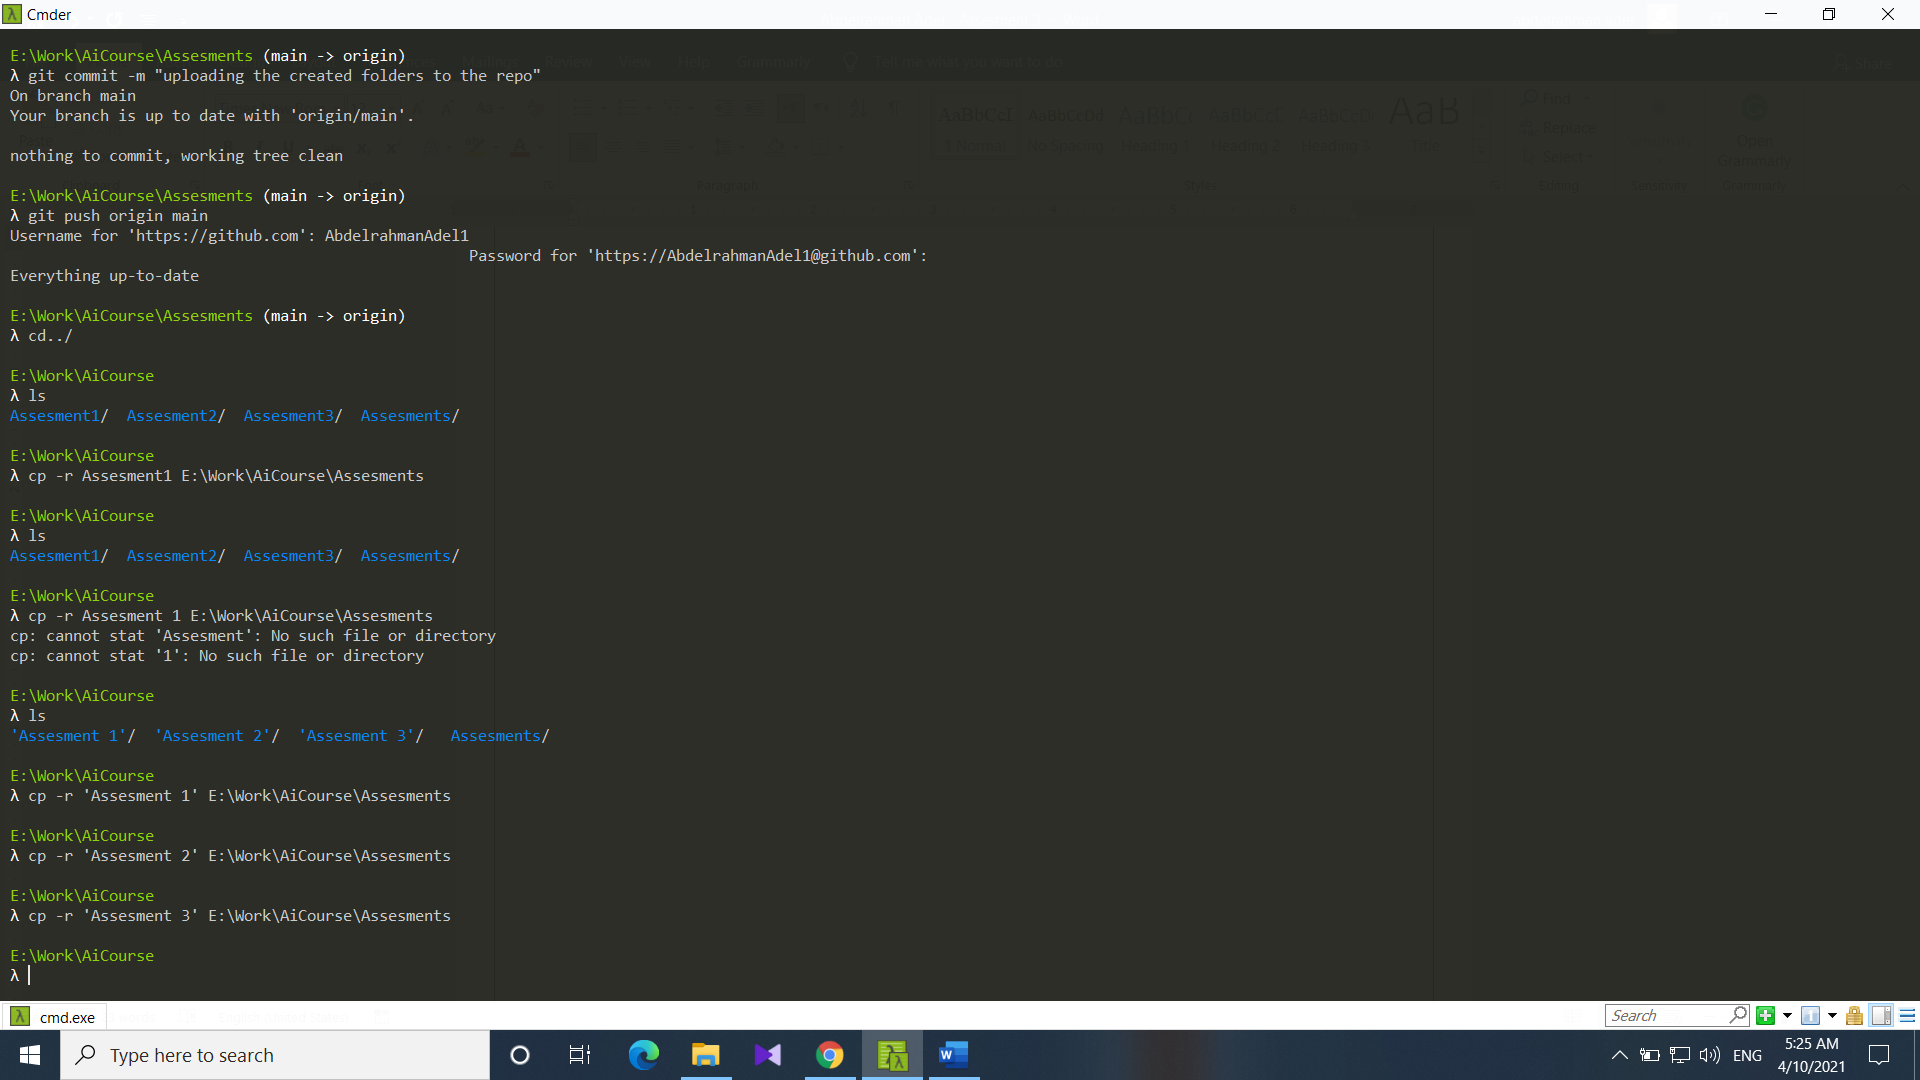 Cmder
E:\Work\AiCourse\Assesments (main -> origin)
λ git commit -m "uploading the created folders to the repo"
On branch main
Your branch is up to date with 'origin/main'.
nothing to commit, working tree clean
E:\Work\AiCourse\Assesments (main -> origin)
λ git push origin main
Username for 'https://github.com': AbdelrahmanAdel1
Password for 'https://AbdelrahmanAdel1@github.com':
Everything up-to-date
E:\Work\AiCourse\Assesments (main -> origin)
λ cd../
E:\Work\AiCourse
λ ls
Assesment1/  Assesment2/  Assesment3/  Assesments/
E:\Work\AiCourse
λ cp -r Assesment1 E:\Work\AiCourse\Assesments
E:\Work\AiCourse
λ ls
Assesment1/  Assesment2/  Assesment3/  Assesments/
E:\Work\AiCourse
λ cp -r Assesment 1 E:\Work\AiCourse\Assesments
cp: cannot stat 'Assesment': No such file or directory
cp: cannot stat '1': No such file or directory
E:\Work\AiCourse
λ ls
'Assesment 1'/  'Assesment 2'/  'Assesment 3'/   Assesments/
E:\Work\AiCourse
λ cp -r 'Assesment 1' E:\Work\AiCourse\Assesments
E:\Work\AiCourse
λ cp -r 'Assesment 2' E:\Work\AiCourse\Assesments
E:\Work\AiCourse
λ cp -r 'Assesment 3' E:\Work\AiCourse\Assesments
E:\Work\AiCourse
λ
cmd.exe
Search
Type here to search
ENG
5:25 AM
4/10/2021